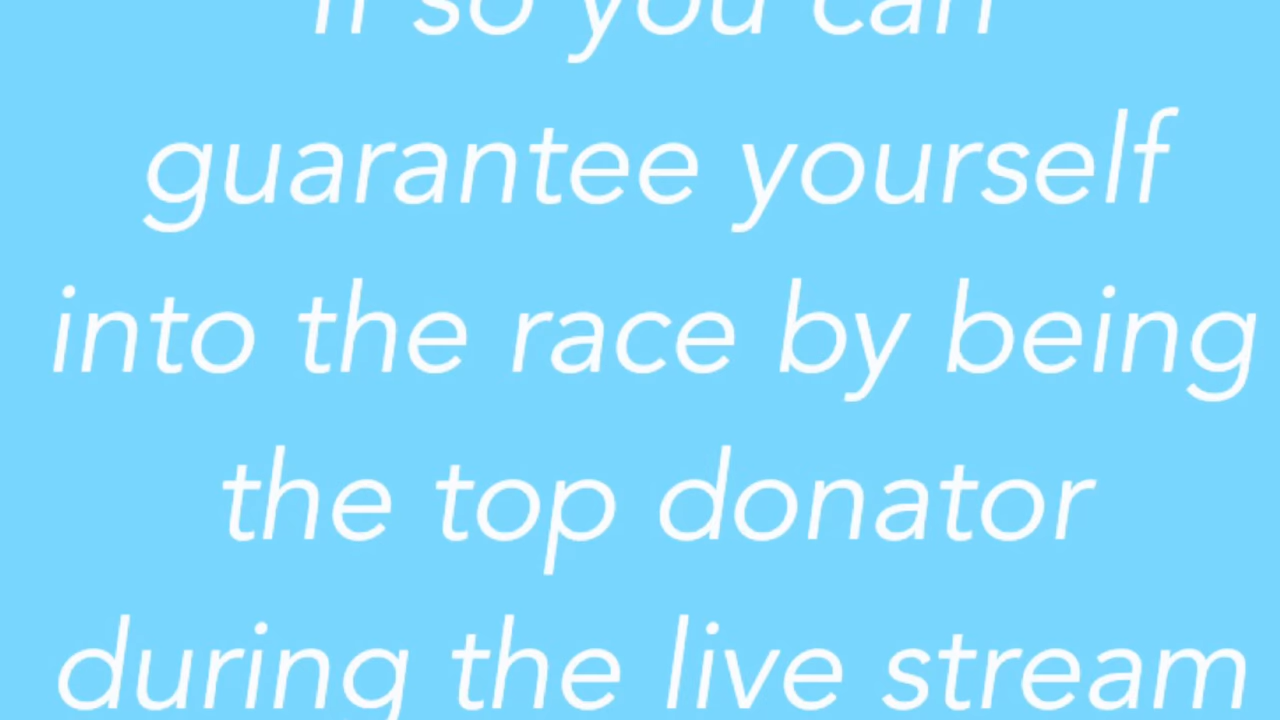 If so you can
guarantee yourself
into the race by being
the top donator
during the live stream